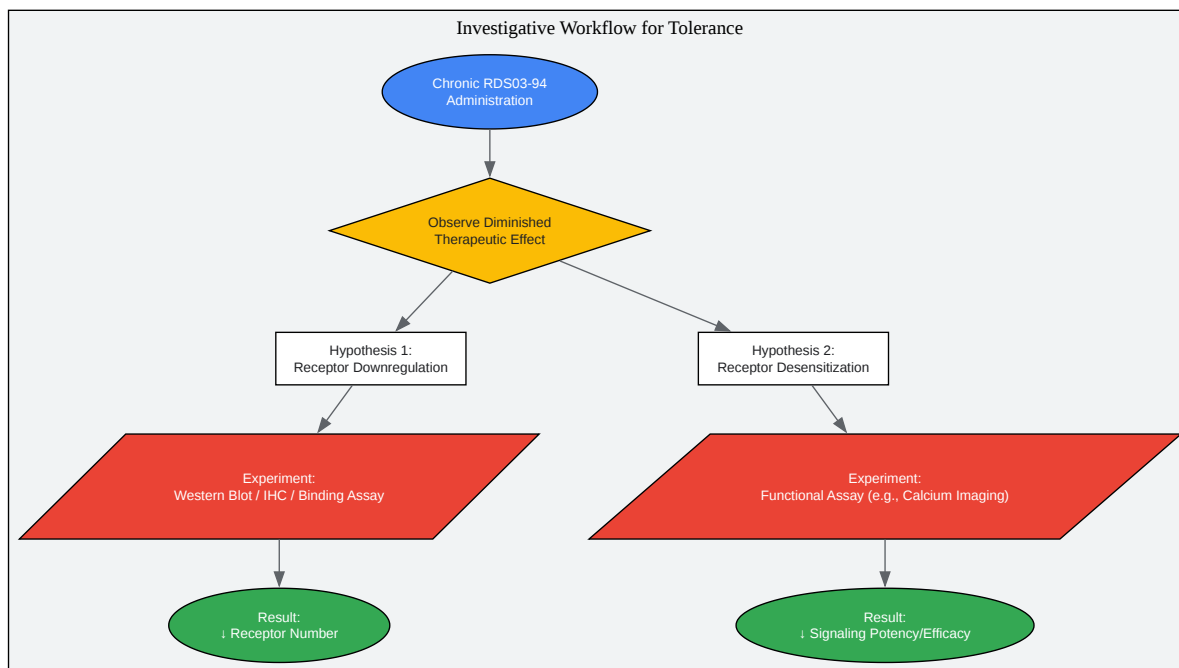 Investigative Workflow for Tolerance
Chronic RDS03-94
Administration
Observe Diminished
Therapeutic Effect
Hypothesis 1:
Receptor Downregulation
Hypothesis 2:
Receptor Desensitization
Experiment:
Western Blot / IHC / Binding Assay
Experiment:
Functional Assay (e.g., Calcium Imaging)
Result:
↓ Receptor Number
Result:
↓ Signaling Potency/Efficacy